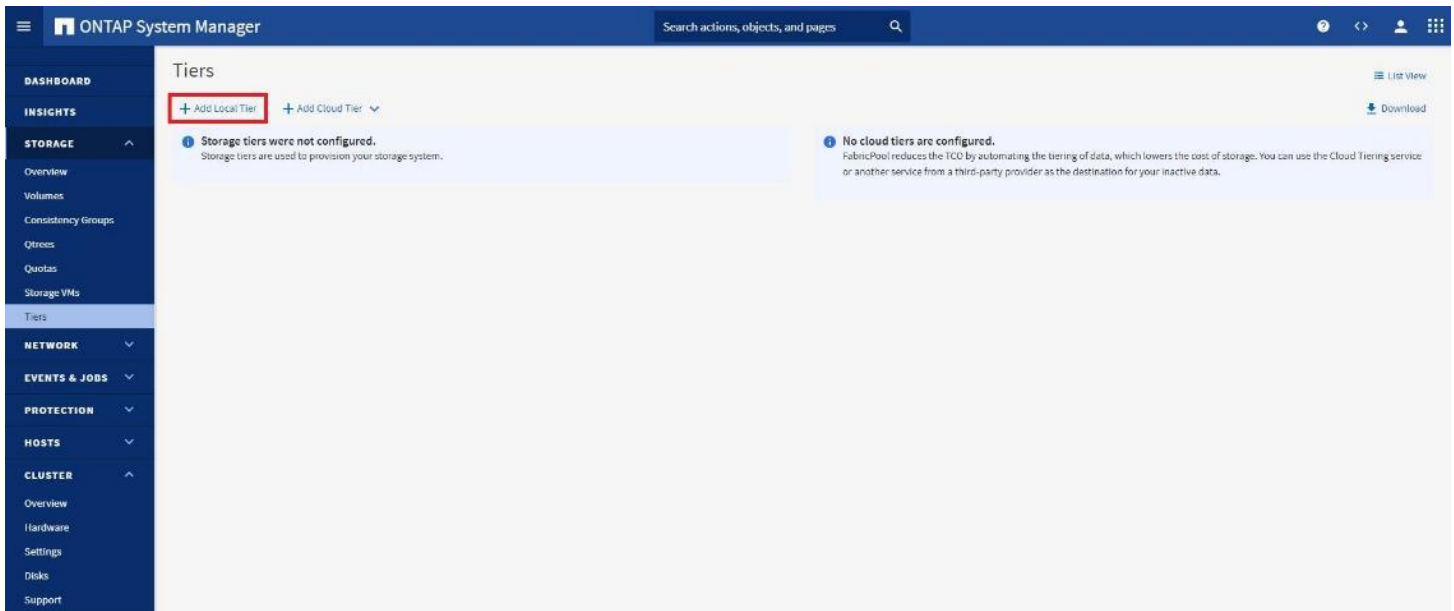 ONTAP System Manager
Search actions, objects, and pages
DASHBOARD
INSIGHTS
STORAGE
Overview
Volumes
Consistency Groups
Qtrees
Quotas
Storage VMs
Tiers
NETWORK
EVENTS & JOBS
PROTECTION
HOSTS
CLUSTER
Overview
Hardware
Settings
Disks
Support
Tiers
List View
Add Local Tier
Add Cloud Tier
Download
Storage tiers were not configured.
Storage tiers are used to provision your storage system.
No cloud tiers are configured.
FabricPool reduces the TCO by automating the tiering of data, which lowers the cost of storage. You can use the Cloud Tiering service
or another service from a third-party provider as the destination for your inactive data.